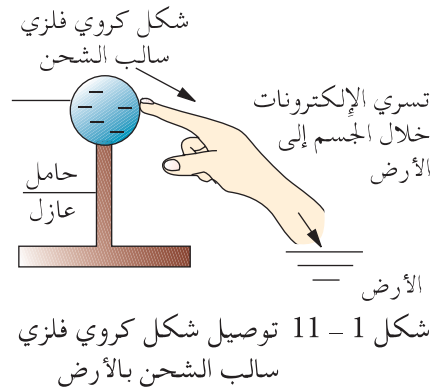 شكل كروي فلزي
سالب الشحن
تسري الإلكترونات
خلال الجسم إلى
الأرض
حامل
عازل
الأرض
شكل 1 – 11 توصيل شكل كروي فلزي
سالب الشحن بالأرض